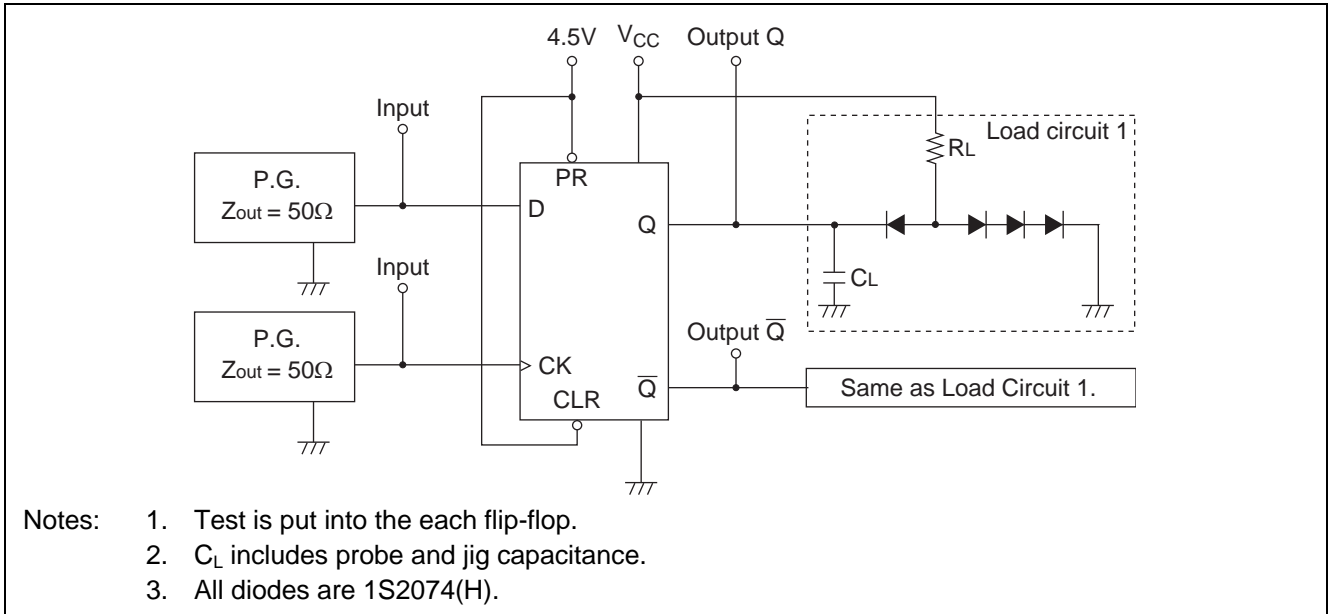 4.5V VCC Output Q
Input
Load circuit 1
RL
P.G.
Zout = 50Ω
PR
D
Q
Input
CL
P.G.
Zout = 50Ω
Output Q̅
CK
CLR
Q̅
Same as Load Circuit 1.
Notes: 1. Test is put into the each flip-flop.
2. CL includes probe and jig capacitance.
3. All diodes are 1S2074(H).